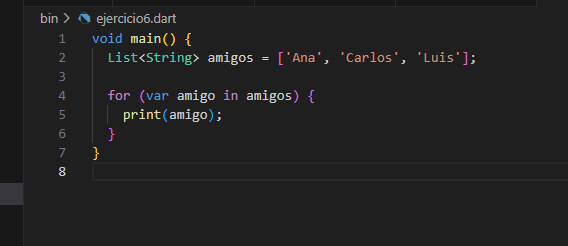 bin > ejercicio6.dart
1 void main() {
2   List<String> amigos = ['Ana', 'Carlos', 'Luis'];
3
4   for (var amigo in amigos) {
5     print(amigo);
6   }
7 }
8